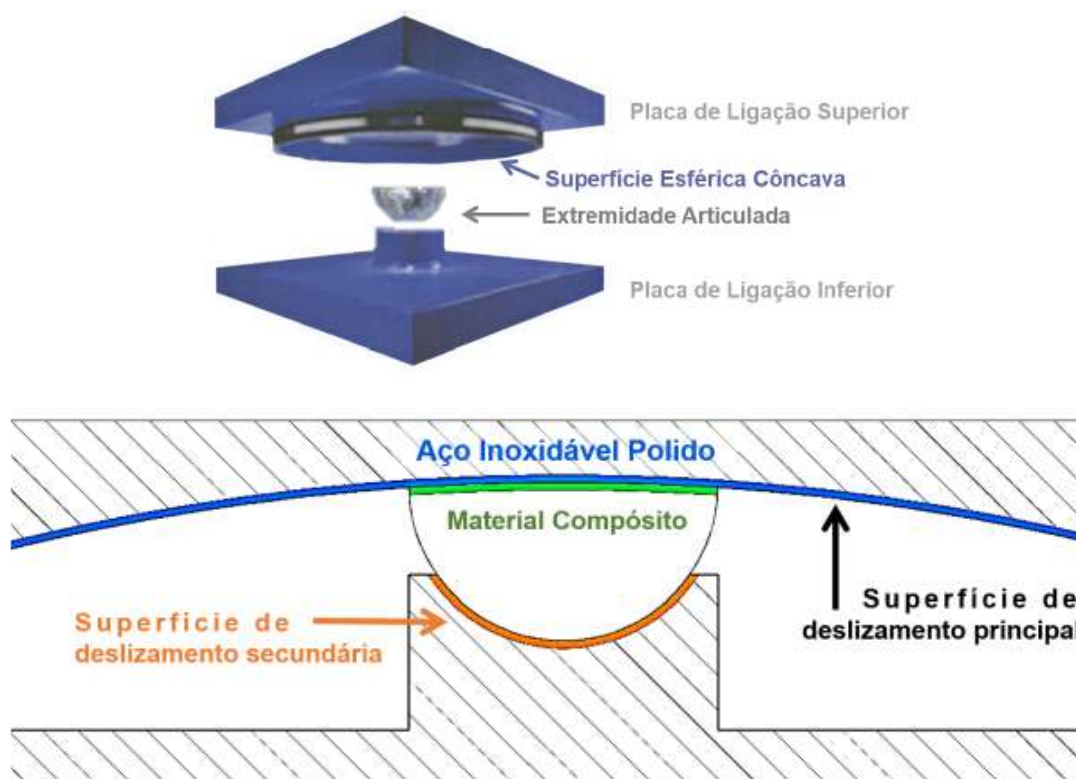 Placa de Ligação Superior
Superfície Esférica Côncava
Extremidade Articulada
Placa de Ligação Inferior
Aço Inoxidável Polido
Material Compósito
Superfície de
deslizamento secundária
Superfície de
deslizamento principal